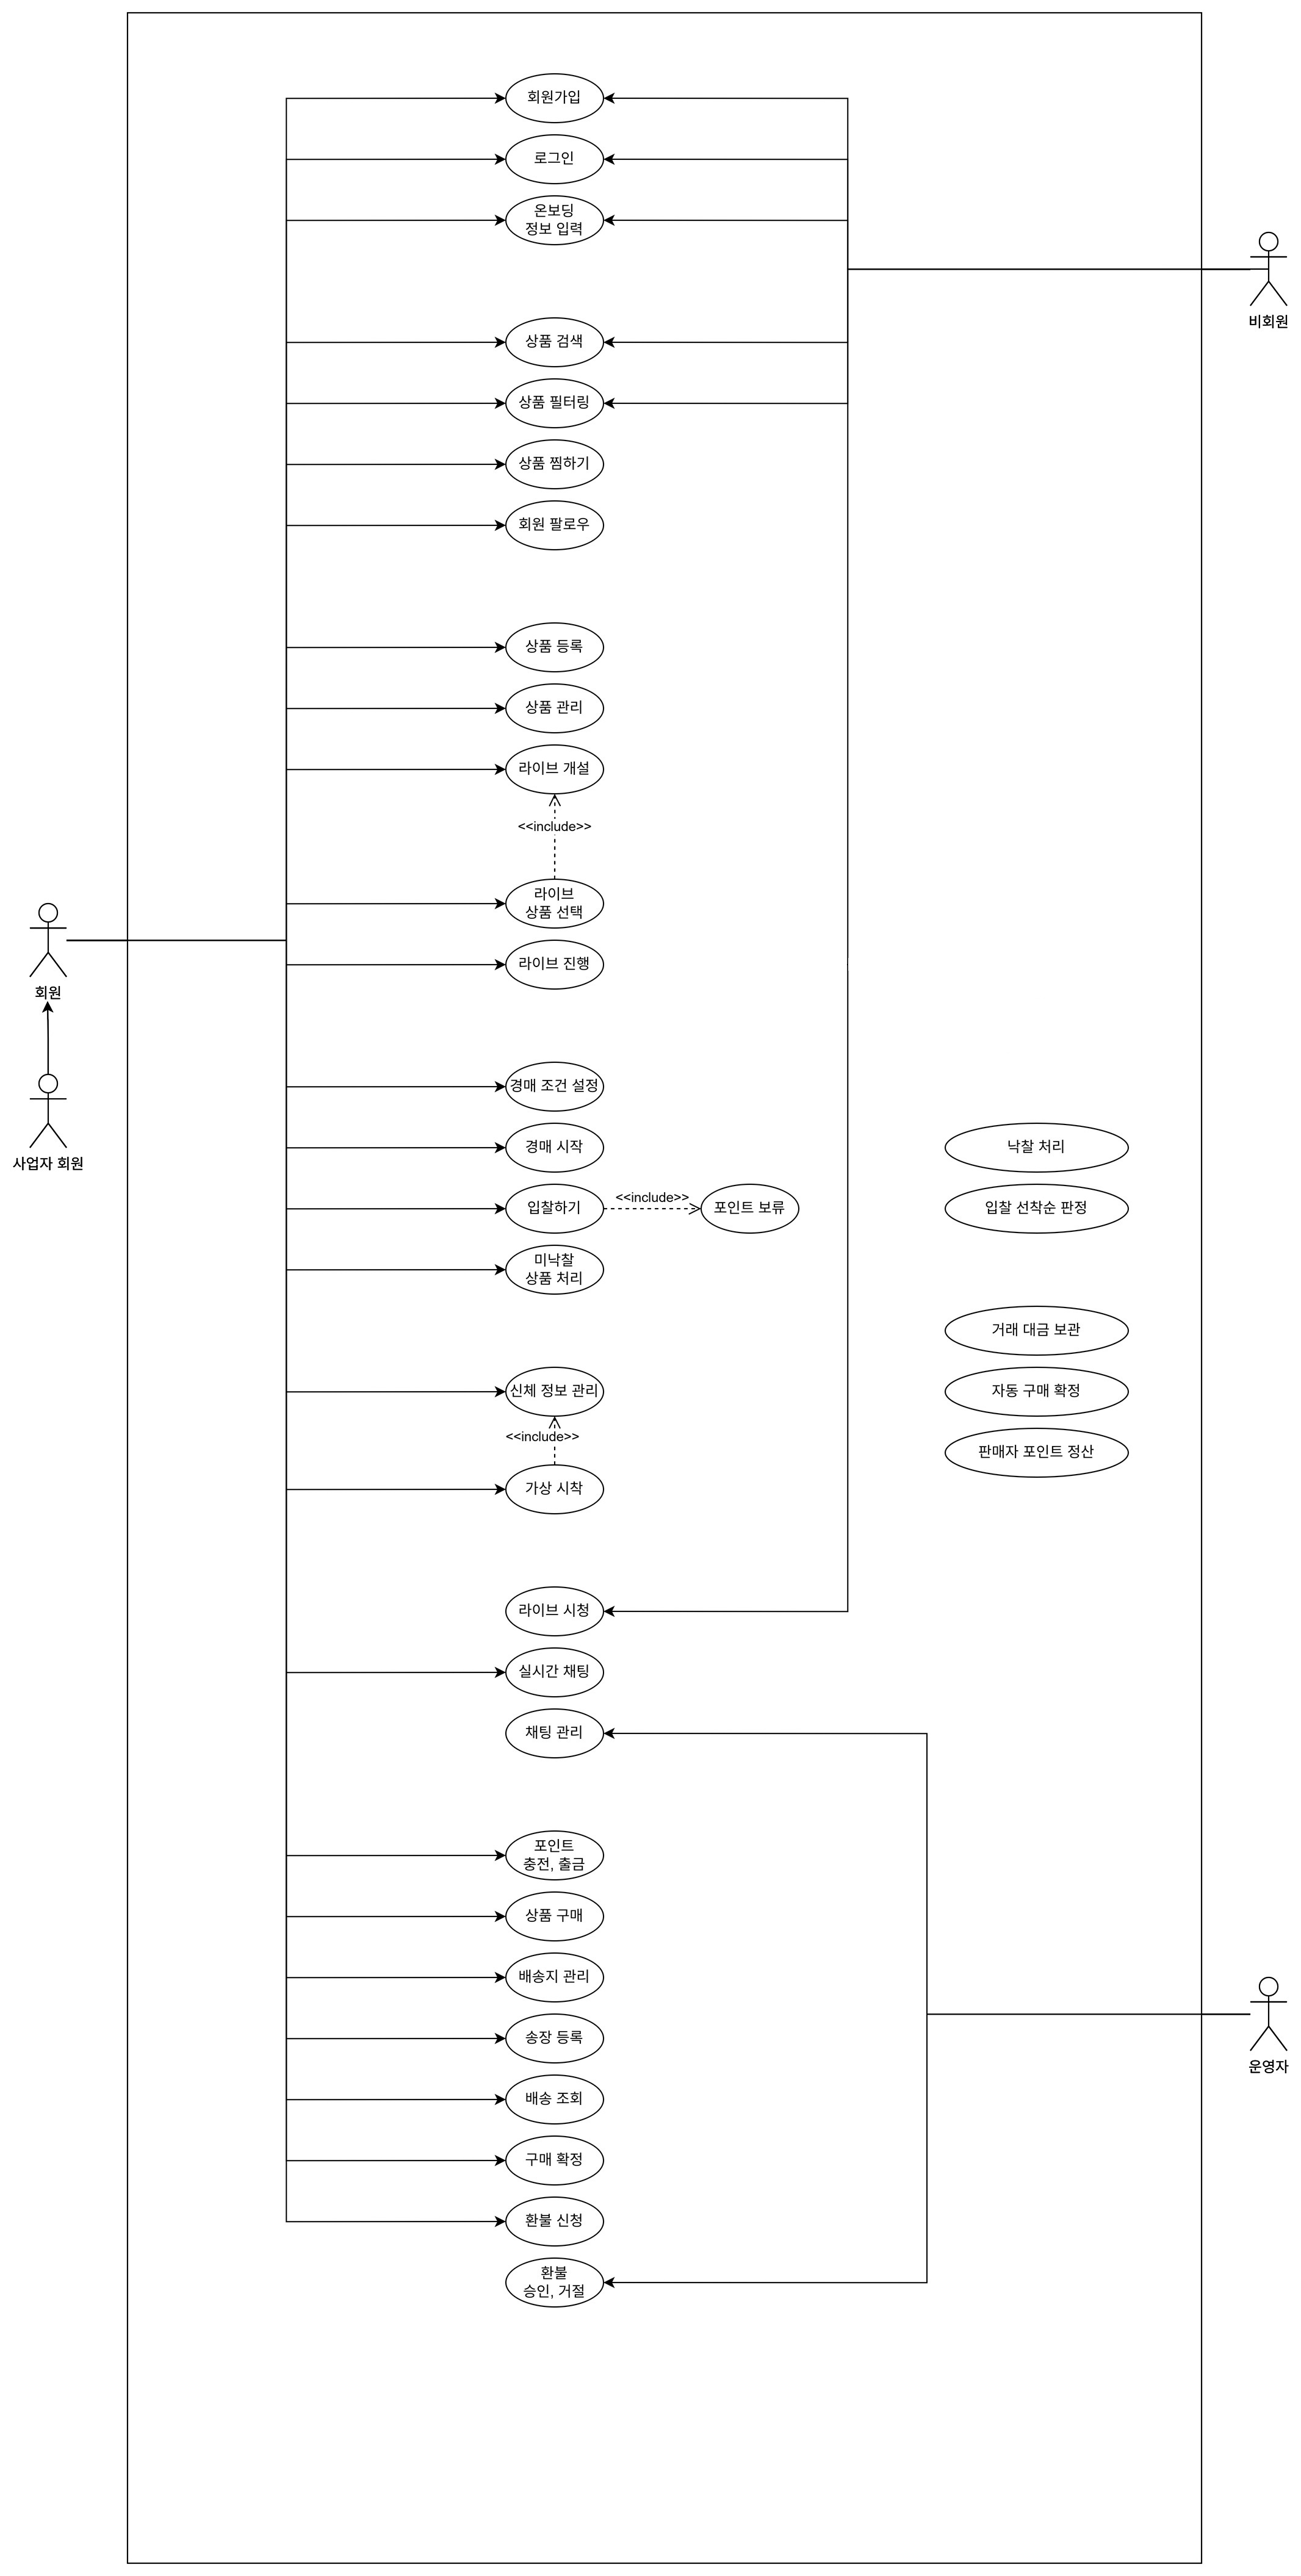 회원가입
로그인
온보딩
정보 입력
비회원
상품 검색
상품 필터링
상품 찜하기
회원 팔로우
상품 등록
상품 관리
라이브 개설
<<include>>
라이브
상품 선택
라이브 진행
회원
사업자 회원
경매 조건 설정
경매 시작
낙찰 처리
입찰하기
<<include>>
포인트 보류
입찰 선착순 판정
미낙찰
상품 처리
거래 대금 보관
신체 정보 관리
자동 구매 확정
<<include>>
판매자 포인트 정산
가상 시착
라이브 시청
실시간 채팅
채팅 관리
포인트
충전, 출금
상품 구매
배송지 관리
송장 등록
운영자
배송 조회
구매 확정
환불 신청
환불
승인, 거절